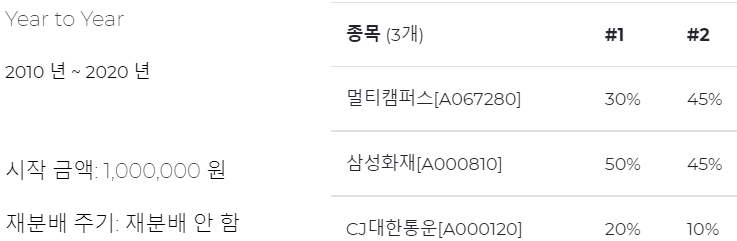 Year to Year
2010 년 ~ 2020 년
시작 금액: 1,000,000 원
재분배 주기: 재분배 안 함
종목 (3개) #1 #2
멀티캠퍼스[A067280] 30% 45%
삼성화재[A000810] 50% 45%
CJ대한통운[A000120] 20% 10%